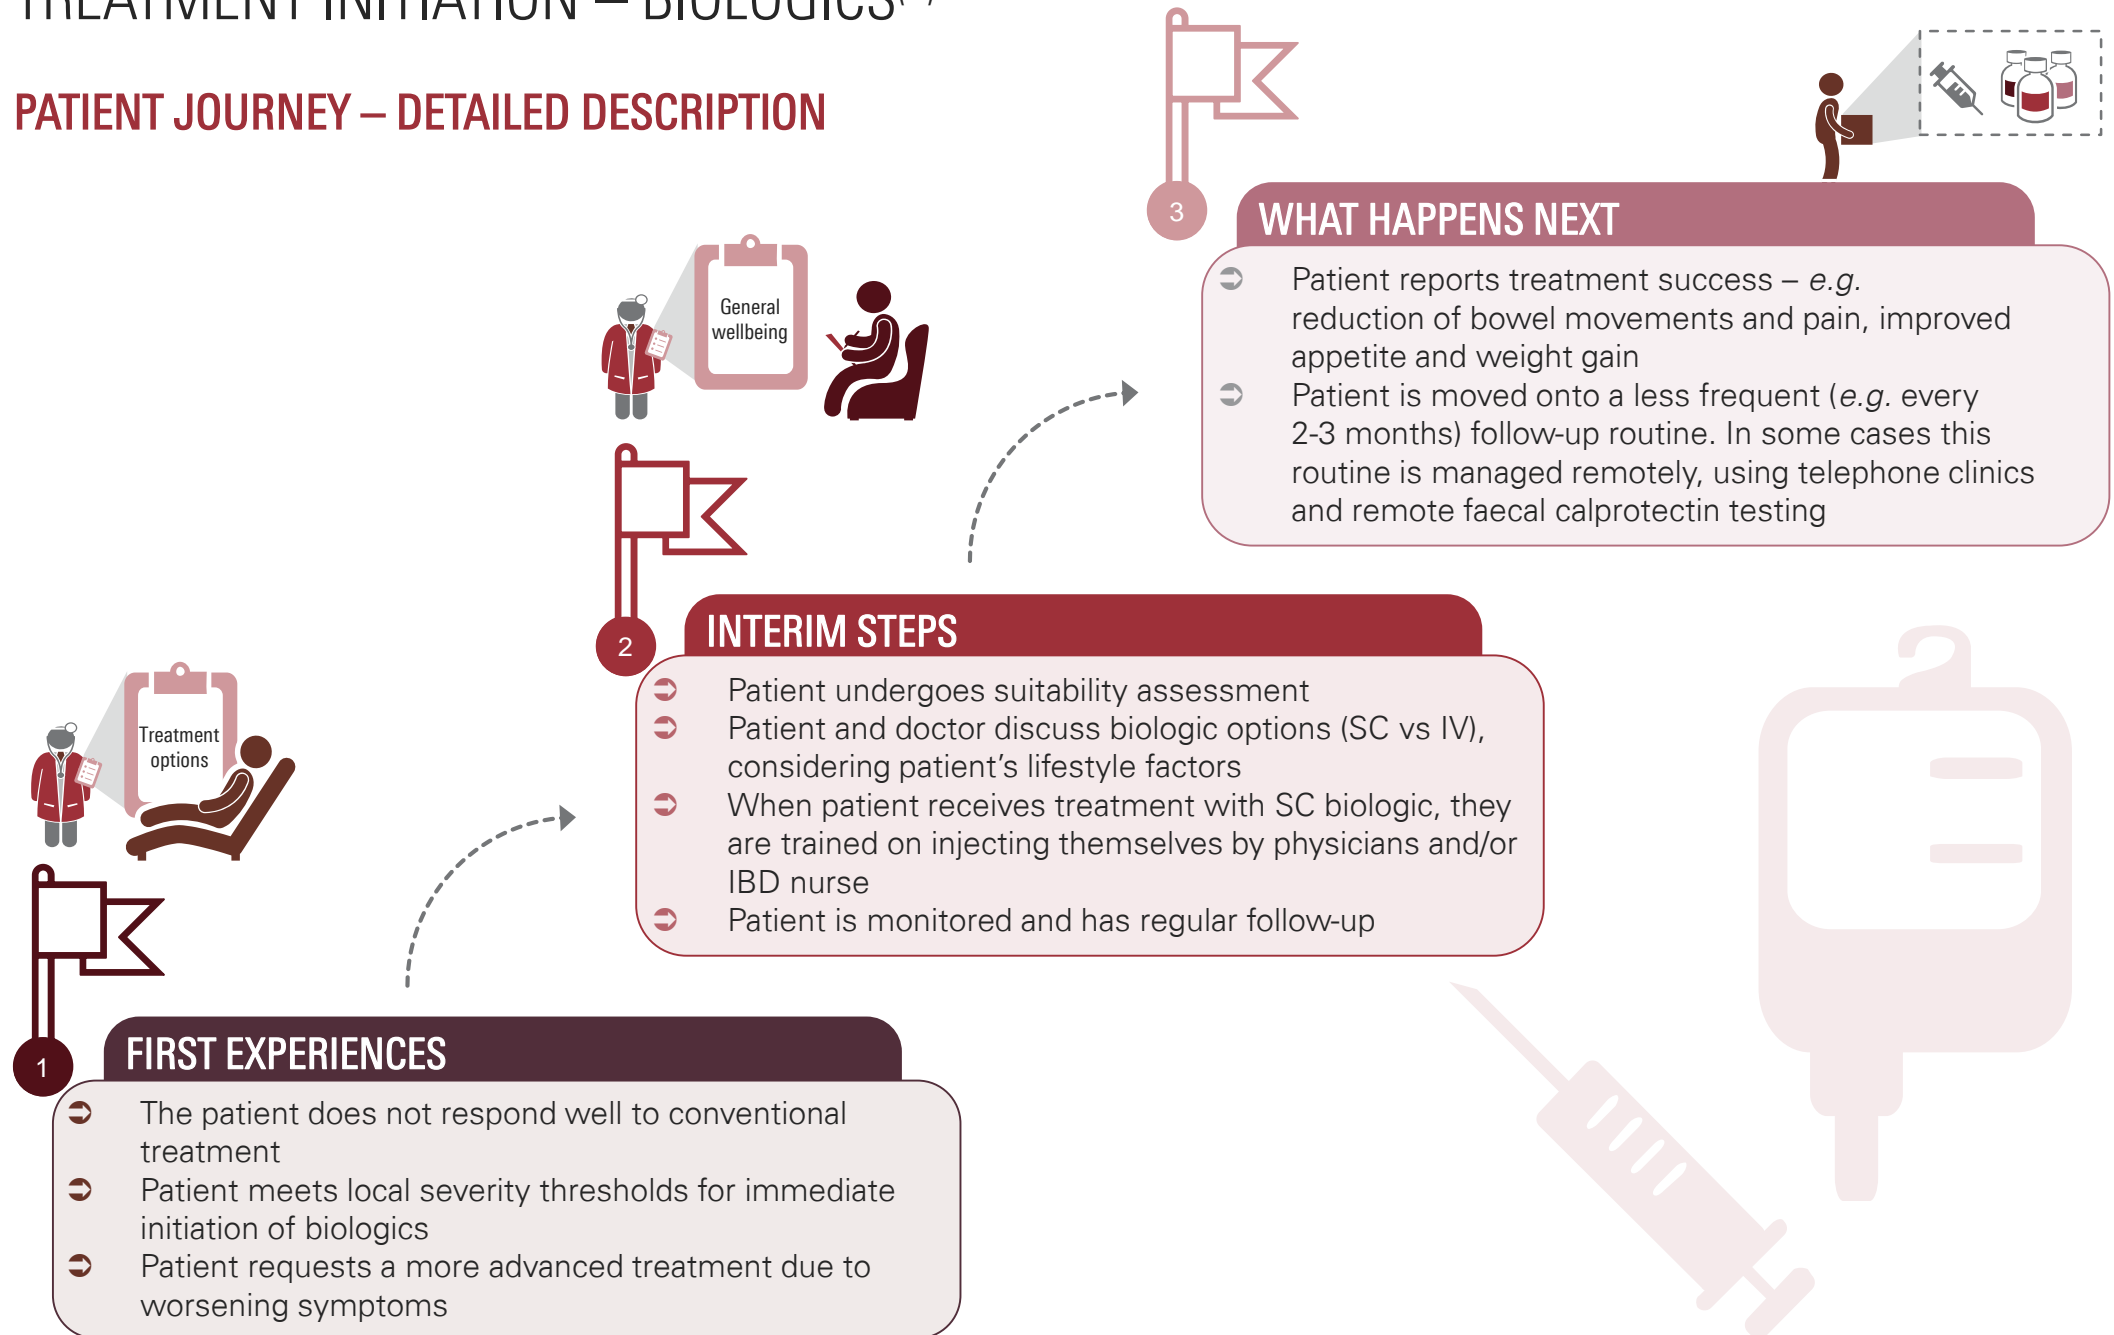 TREATMENT INITIATION – BIOLOGICS
PATIENT JOURNEY – DETAILED DESCRIPTION
3
WHAT HAPPENS NEXT
Patient reports treatment success – e.g.
reduction of bowel movements and pain, improved
appetite and weight gain
Patient is moved onto a less frequent (e.g. every
2-3 months) follow-up routine. In some cases this
routine is managed remotely, using telephone clinics
and remote faecal calprotectin testing
General
wellbeing
2
INTERIM STEPS
Patient undergoes suitability assessment
Patient and doctor discuss biologic options (SC vs IV),
considering patient’s lifestyle factors
When patient receives treatment with SC biologic, they
are trained on injecting themselves by physicians and/or
IBD nurse
Patient is monitored and has regular follow-up
Treatment
options
1
FIRST EXPERIENCES
The patient does not respond well to conventional
treatment
Patient meets local severity thresholds for immediate
initiation of biologics
Patient requests a more advanced treatment due to
worsening symptoms